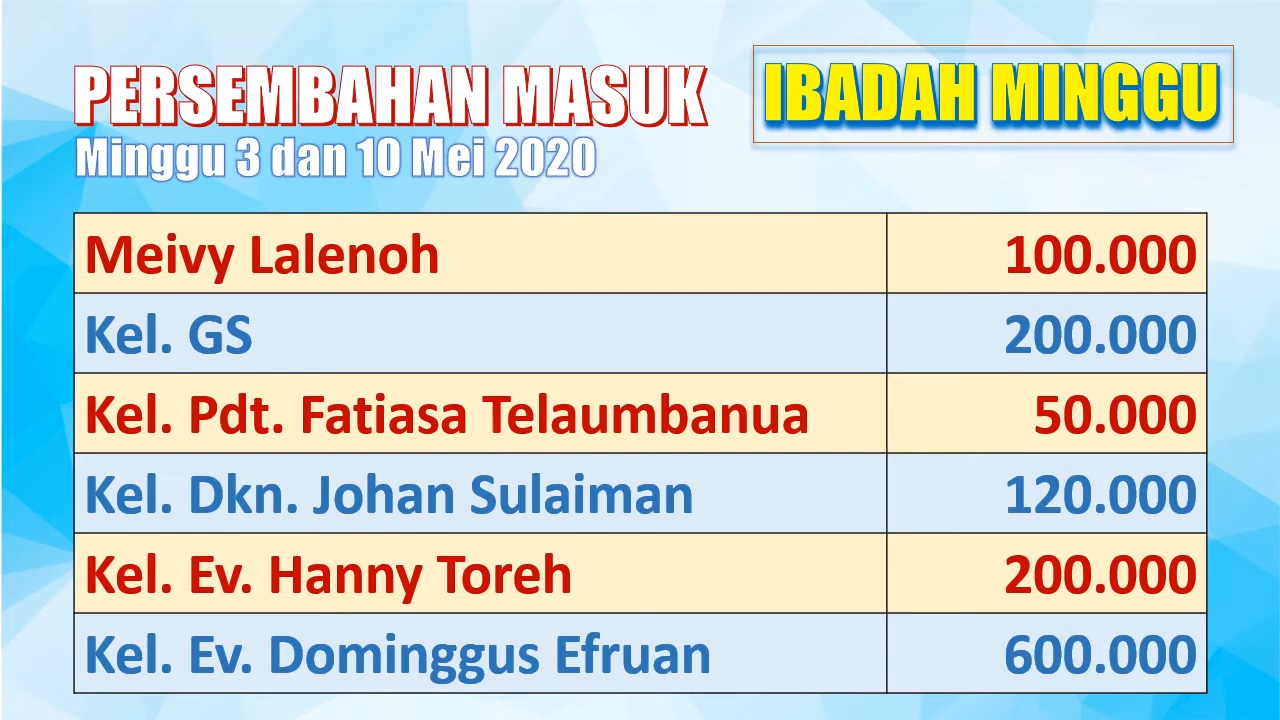 PERSEMBAHAN MASUK
IBADAH MINGGU
Minggu 3 dan 10 Mei 2020
Meivy Lalenoh 100.000
Kel. GS 200.000
Kel. Pdt. Fatiasa Telaumbanua 50.000
Kel. Dkn. Johan Sulaiman 120.000
Kel. Ev. Hanny Toreh 200.000
Kel. Ev. Dominggus Efruan 600.000